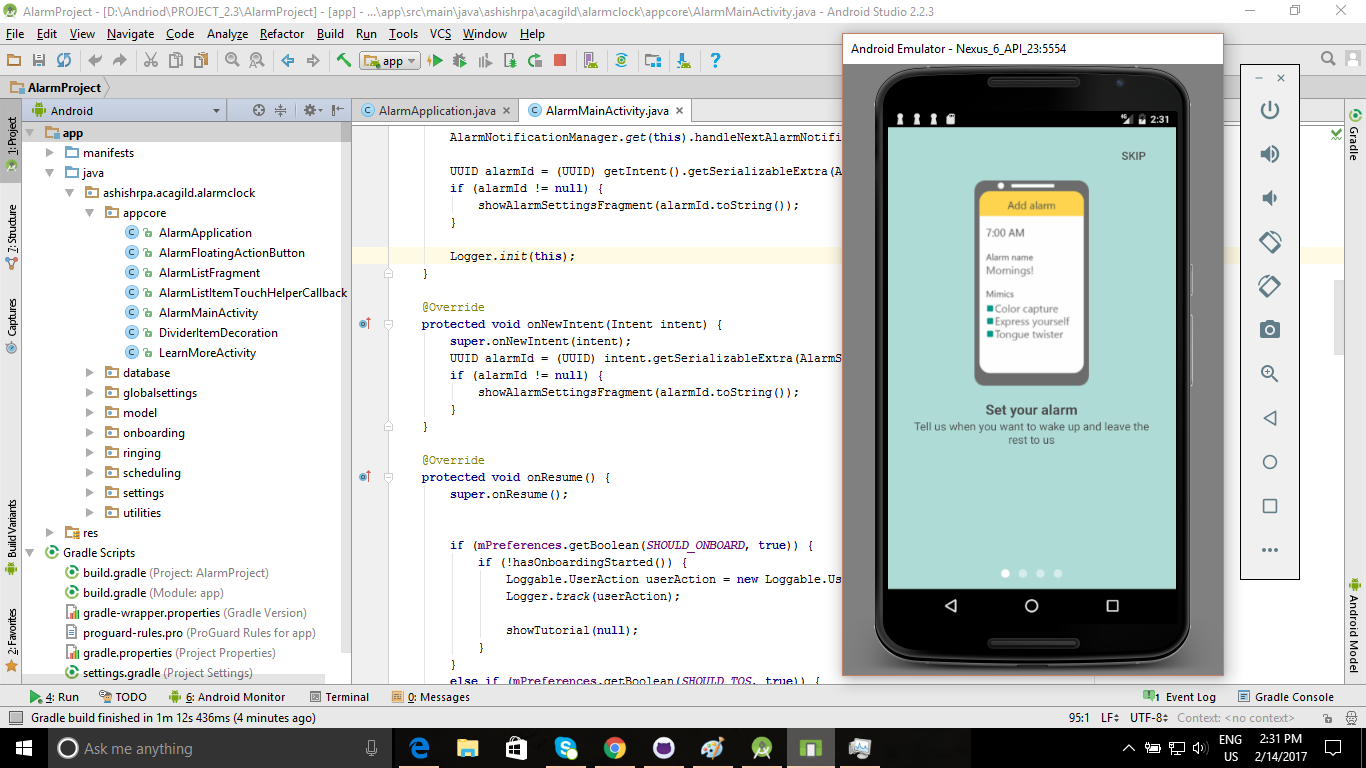 AlarmProject - [D:\Andriod\PROJECT_2.3\AlarmProject] - [app] - ...\app\src\main\java\ashishrpa\acagild\alarmclock\appcore\AlarmMainActivity.java - Android Studio 2.2.3
File Edit View Navigate Code Analyze Refactor Build Run Tools VCS Window Help
app
AlarmProject
Android
AlarmApplication.java
AlarmMainActivity.java
1: Project
7: Structure
Captures
Build Variants
2: Favorites
app
manifests
java
ashishrpa.acagild.alarmclock
appcore
AlarmApplication
AlarmFloatingActionButton
AlarmListFragment
AlarmListItemTouchHelperCallback
AlarmMainActivity
DividerItemDecoration
LearnMoreActivity
database
globalsettings
model
onboarding
ringing
scheduling
settings
utilities
res
Gradle Scripts
build.gradle (Project: AlarmProject)
build.gradle (Module: app)
gradle-wrapper.properties (Gradle Version)
proguard-rules.pro (ProGuard Rules for app)
gradle.properties (Project Properties)
settings.gradle (Project Settings)
AlarmNotificationManager.get(this).handleNextAlarmNotifi
UUID alarmId = (UUID) getIntent().getSerializableExtra(A
if (alarmId != null) {
showAlarmSettingsFragment(alarmId.toString());
}
Logger.init(this);
}
@Override
protected void onNewIntent(Intent intent) {
super.onNewIntent(intent);
UUID alarmId = (UUID) intent.getSerializableExtra(AlarmS
if (alarmId != null) {
showAlarmSettingsFragment(alarmId.toString());
}
}
@Override
protected void onResume() {
super.onResume();
if (mPreferences.getBoolean(SHOULD_ONBOARD, true)) {
if (!hasOnboardingStarted()) {
Loggable.UserAction userAction = new Loggable.Us
Logger.track(userAction);
showTutorial(null);
}
}
else if (mPreferences.getBoolean(SHOULD_TOS, true)) {
Android Emulator - Nexus_6_API_23:5554
2:31
SKIP
Add alarm
7:00 AM
Alarm name
Mornings!
Mimics
Color capture
Express yourself
Tongue twister
Set your alarm
Tell us when you want to wake up and leave the
rest to us
Gradle
Android Model
4: Run TODO 6: Android Monitor Terminal 0: Messages Event Log Gradle Console
Gradle build finished in 1m 12s 436ms (4 minutes ago) 95:1 LF UTF-8 Context: <no context>
Ask me anything
ENG
US
2:31 PM
2/14/2017